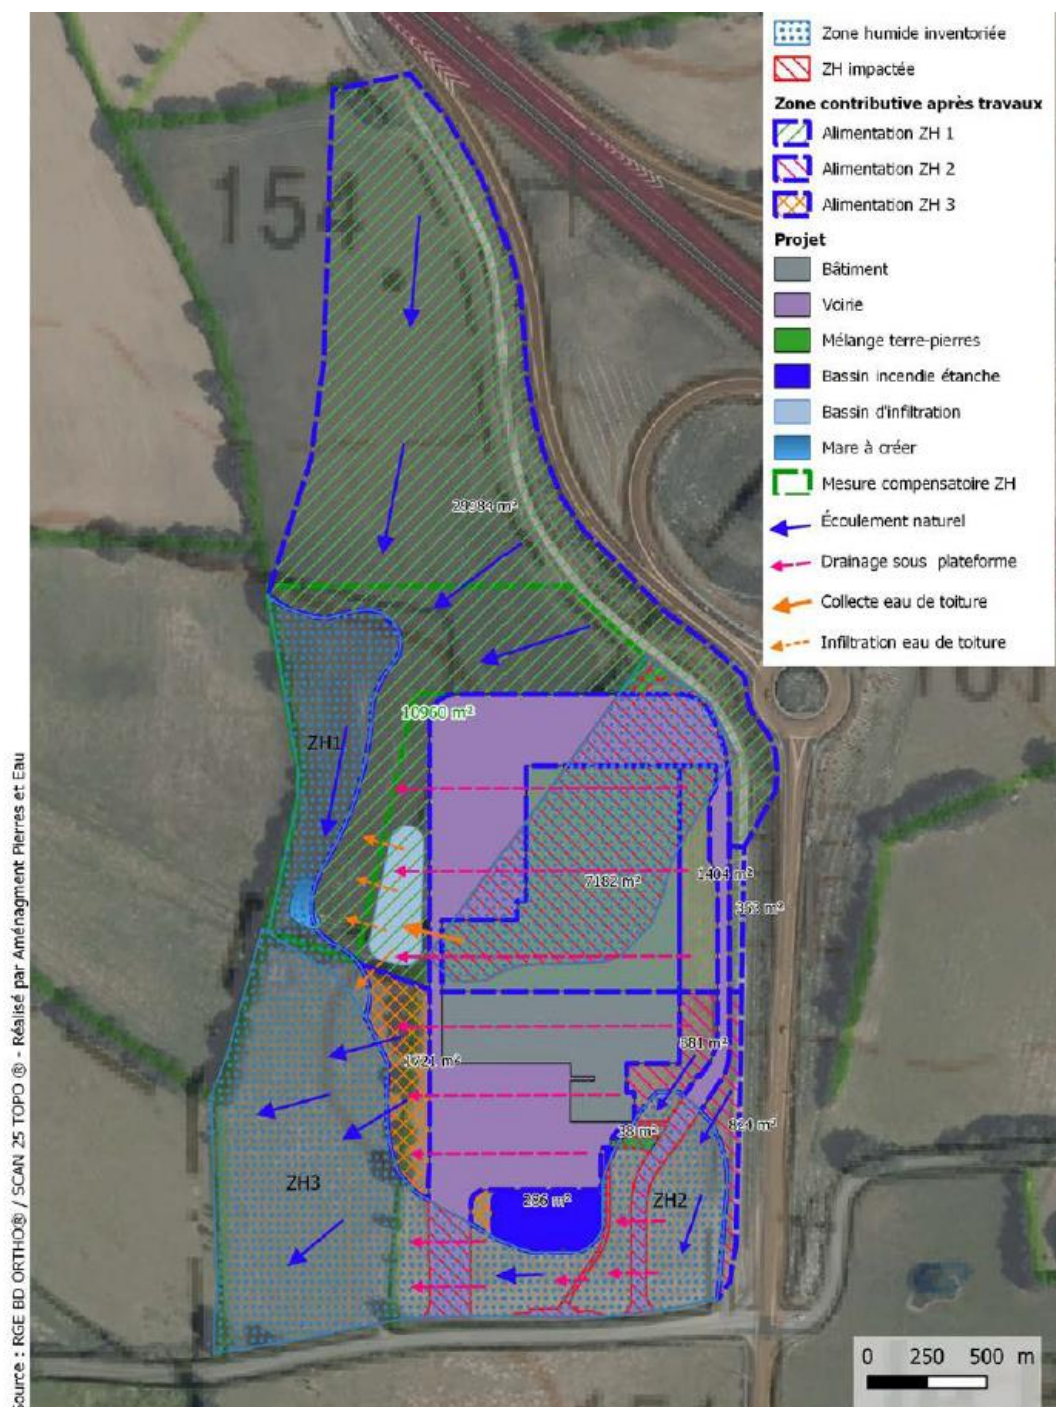 Zone humide inventoriée
ZH impactée
Zone contributive après travaux
Alimentation ZH 1
Alimentation ZH 2
Alimentation ZH 3
Projet
Bâtiment
Voirie
Mélange terre-pierres
Bassin incendie étanche
Bassin d'infiltration
Mare à créer
Mesure compensatoire ZH
Écoulement naturel
Drainage sous plateforme
Collecte eau de toiture
Infiltration eau de toiture
154
29984 m²
10960 m²
ZH1
7182 m²
1404 m²
353 m²
1721 m²
381 m²
38 m²
824 m²
ZH3
286 m²
ZH2
0 250 500 m
Source : RGE BD ORTHO® / SCAN 25 TOPO ® - Réalisé par Aménagment Pierres et Eau